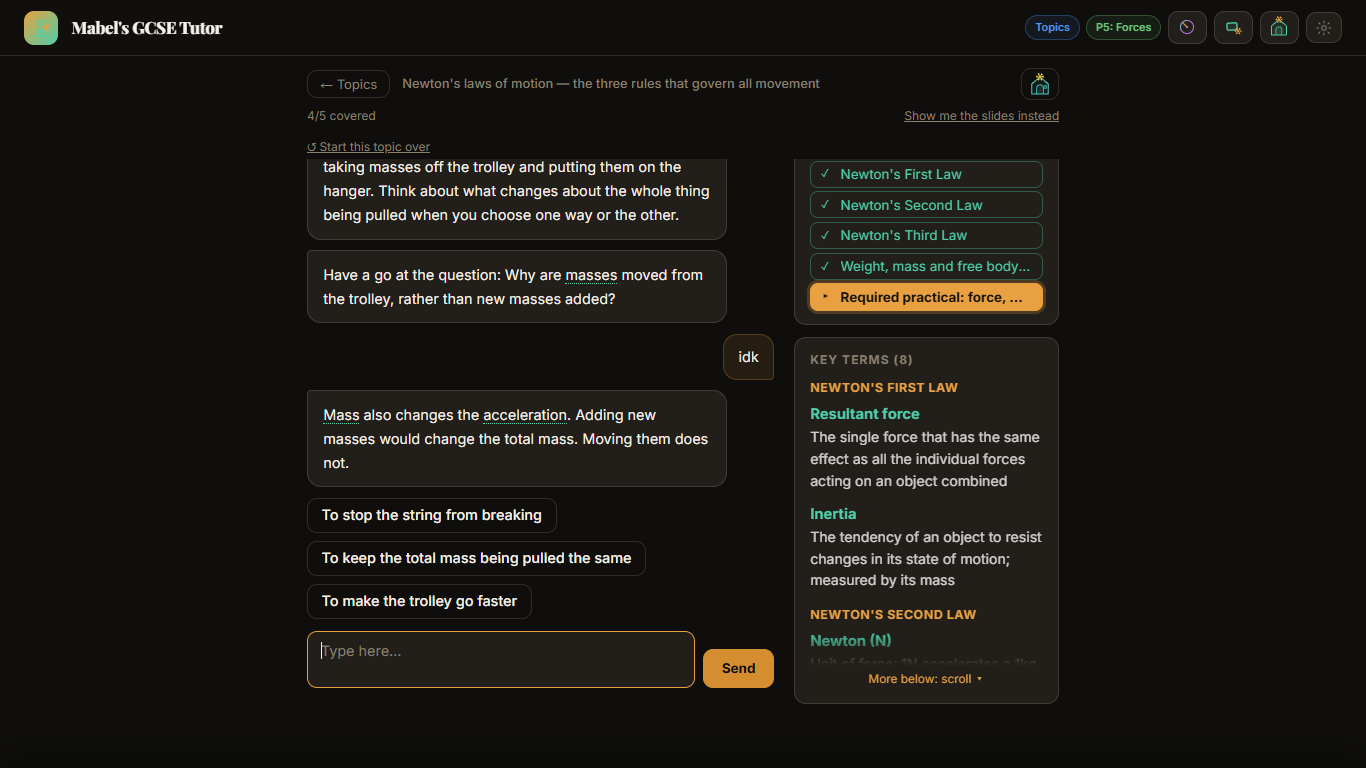 Mabel's GCSE Tutor
Topics
P5: Forces
← Topics
Newton's laws of motion — the three rules that govern all movement
4/5 covered
Show me the slides instead
↺ Start this topic over
taking masses off the trolley and putting them on the
hanger. Think about what changes about the whole thing
being pulled when you choose one way or the other.
Have a go at the question: Why are masses moved from
the trolley, rather than new masses added?
idk
Mass also changes the acceleration. Adding new
masses would change the total mass. Moving them does
not.
To stop the string from breaking
To keep the total mass being pulled the same
To make the trolley go faster
Type here...
Send
✓ Newton's First Law
✓ Newton's Second Law
✓ Newton's Third Law
✓ Weight, mass and free body...
▸ Required practical: force, ...
KEY TERMS (8)
NEWTON'S FIRST LAW
Resultant force
The single force that has the same
effect as all the individual forces
acting on an object combined
Inertia
The tendency of an object to resist
changes in its state of motion;
measured by its mass
NEWTON'S SECOND LAW
Newton (N)
Unit of force: 1N accelerates a 1kg
More below: scroll ▾